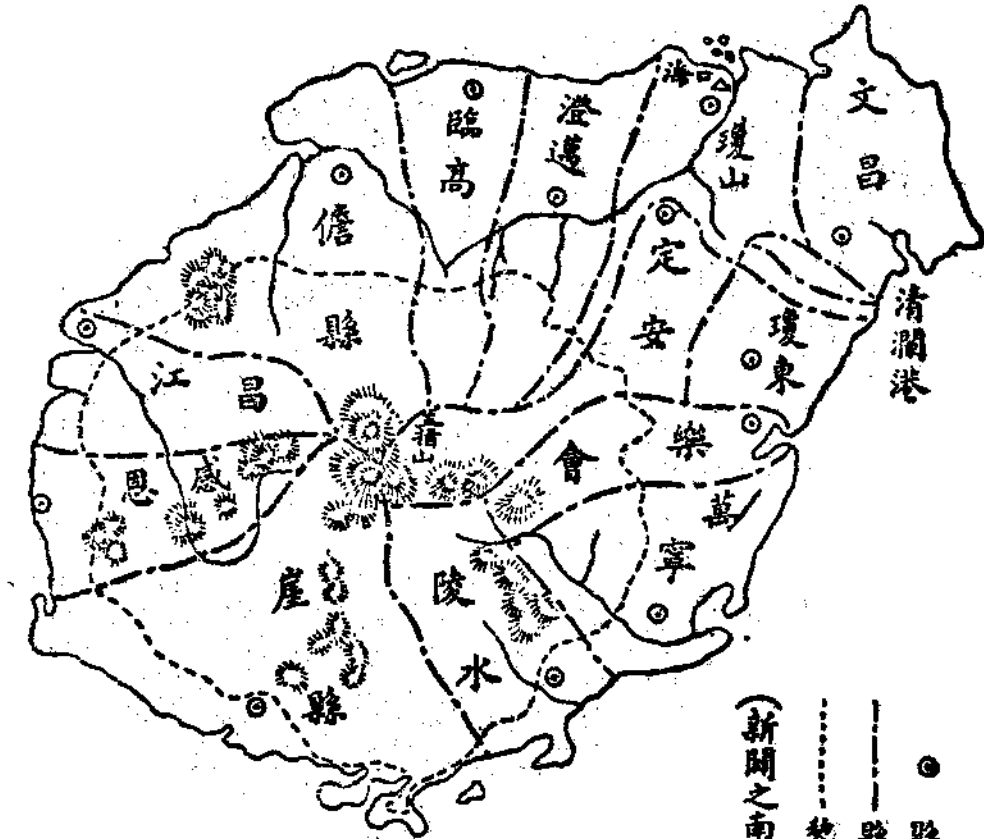 海口
文昌
瓊山
澄邁
臨高
儋縣
定安
瓊東
清瀾港
樂會
萬寧
五指山
昌江
感恩
崖縣
陵水
縣
縣
(新聞之南